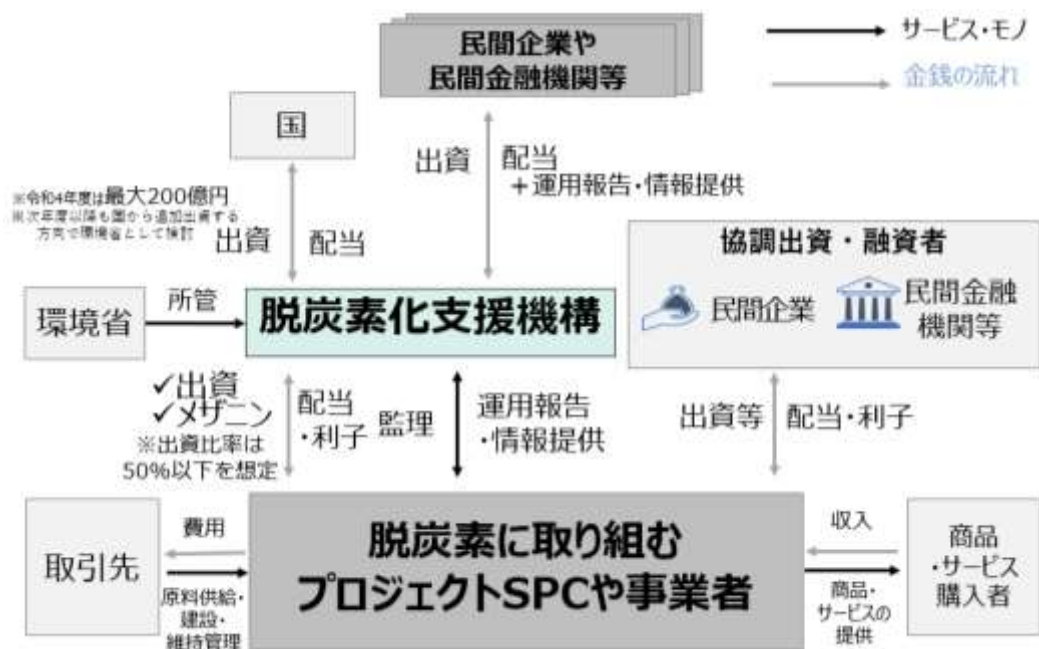 民間企業や
民間金融機関等
サービス・モノ
金銭の流れ
国
出資
配当
＋運用報告・情報提供
※令和4年度は最大200億円
※次年度以降も国から追加出資する
方向で環境省として検討
出資
配当
協調出資・融資者
民間企業
民間金融
機関等
環境省
所管
脱炭素化支援機構
✓出資
✓メザニン
※出資比率は
50%以下を想定
配当
・利子
監理
運用報告
・情報提供
出資等
配当・利子
取引先
費用
原料供給・
建設・
維持管理
脱炭素に取り組む
プロジェクトSPCや事業者
収入
商品・
サービスの
提供
商品
・サービス
購入者